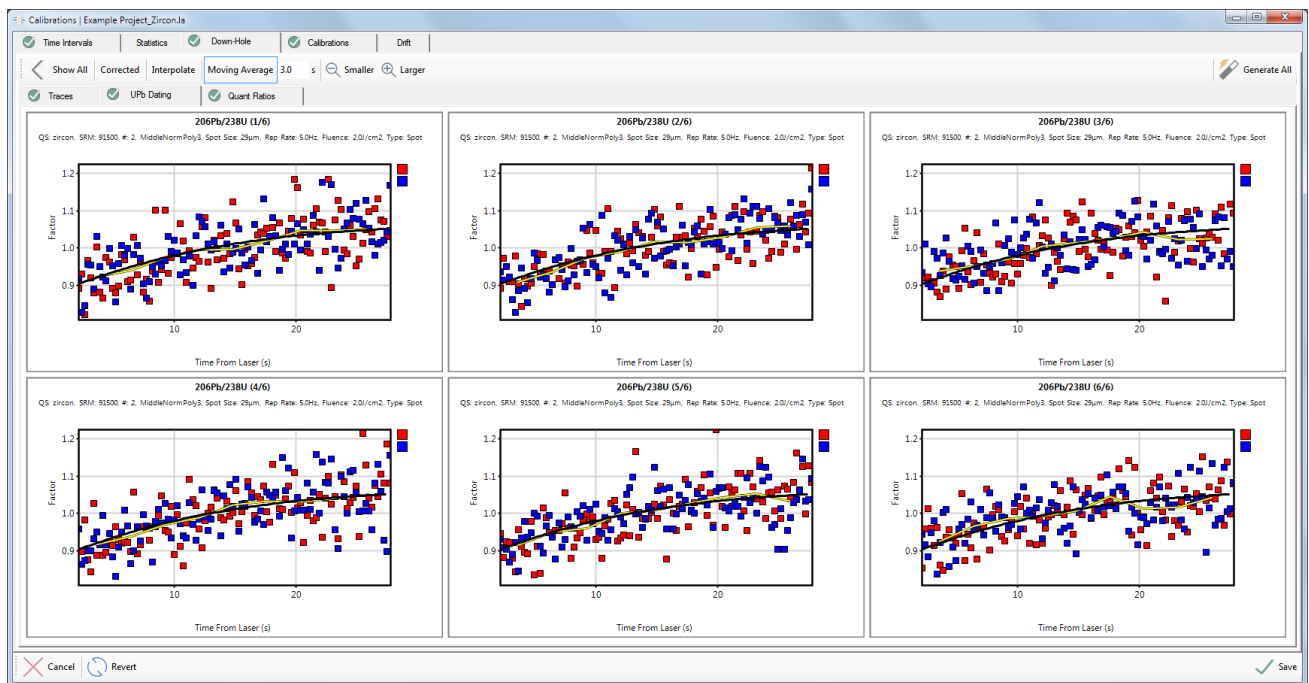 Calibrations | Example Project_Zircon.la
Time Intervals Statistics Down-Hole Calibrations Drift
Show All Corrected Interpolate Moving Average 3.0 s Smaller Larger Generate All
Traces UPb Dating Quant Ratios
206Pb/238U (1/6)
QS: zircon, SRM: 91500, #: 2, MiddleNormPoly3, Spot Size: 29µm, Rep Rate: 5.0Hz, Fluence: 2.0J/cm2, Type: Spot
1.2
1.1
1.0
0.9
Factor
10 20
Time From Laser (s)
206Pb/238U (2/6)
QS: zircon, SRM: 91500, #: 2, MiddleNormPoly3, Spot Size: 29µm, Rep Rate: 5.0Hz, Fluence: 2.0J/cm2, Type: Spot
1.2
1.1
1.0
0.9
Factor
10 20
Time From Laser (s)
206Pb/238U (3/6)
QS: zircon, SRM: 91500, #: 2, MiddleNormPoly3, Spot Size: 29µm, Rep Rate: 5.0Hz, Fluence: 2.0J/cm2, Type: Spot
1.2
1.1
1.0
0.9
Factor
10 20
Time From Laser (s)
206Pb/238U (4/6)
QS: zircon, SRM: 91500, #: 2, MiddleNormPoly3, Spot Size: 29µm, Rep Rate: 5.0Hz, Fluence: 2.0J/cm2, Type: Spot
1.2
1.1
1.0
0.9
Factor
10 20
Time From Laser (s)
206Pb/238U (5/6)
QS: zircon, SRM: 91500, #: 2, MiddleNormPoly3, Spot Size: 29µm, Rep Rate: 5.0Hz, Fluence: 2.0J/cm2, Type: Spot
1.2
1.1
1.0
0.9
Factor
10 20
Time From Laser (s)
206Pb/238U (6/6)
QS: zircon, SRM: 91500, #: 2, MiddleNormPoly3, Spot Size: 29µm, Rep Rate: 5.0Hz, Fluence: 2.0J/cm2, Type: Spot
1.2
1.1
1.0
0.9
Factor
10 20
Time From Laser (s)
Cancel Revert Save